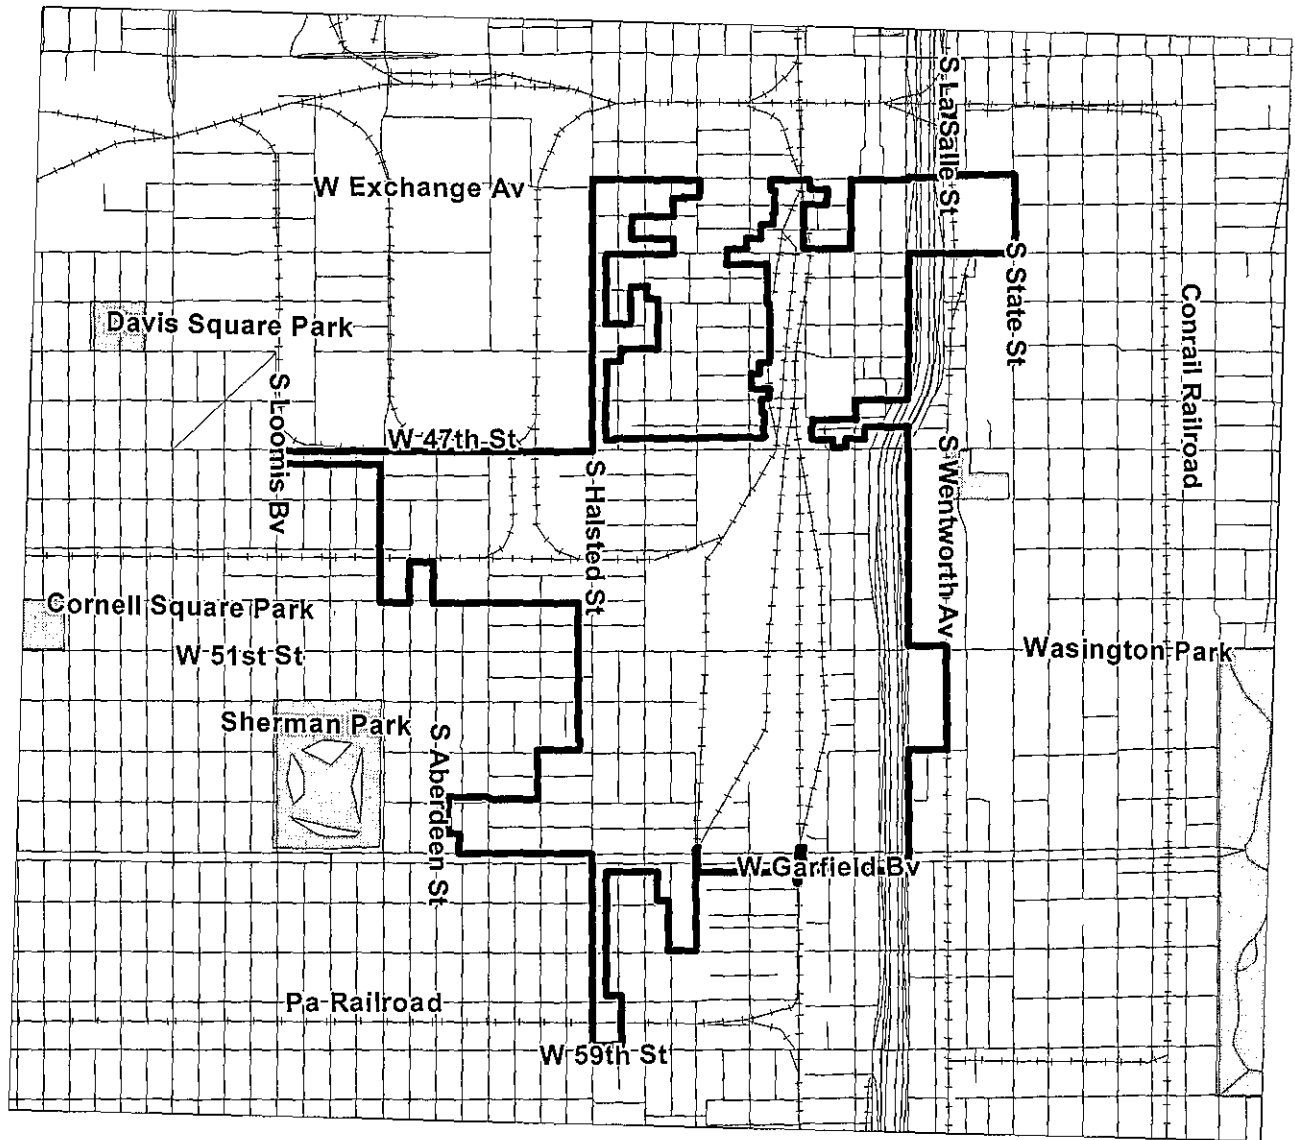 S LaSalle St
W Exchange Av
S State St
Conrail Railroad
Davis Square Park
S Loomis Bv
W 47th St
S Halsted St
S Wentworth Av
Cornell Square Park
W 51st St
Wasington Park
Sherman Park
S Aberdeen St
W Garfield Bv
Pa Railroad
W 59th St